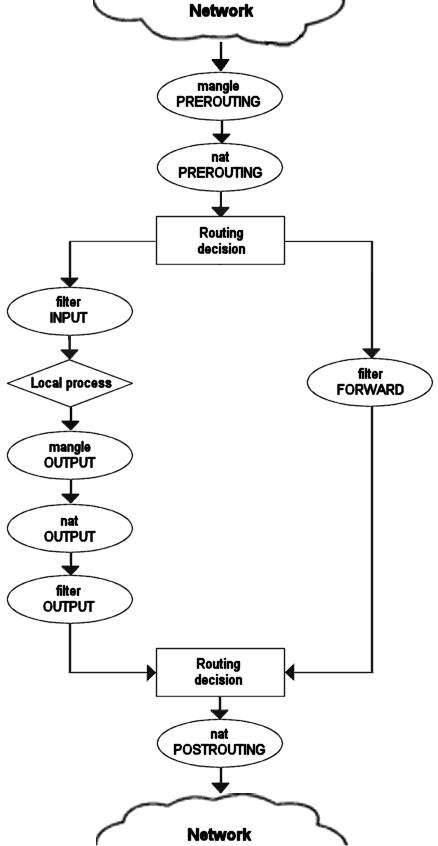 Network
mangle
PREROUTING
nat
PREROUTING
Routing
decision
filter
INPUT
Local process
mangle
OUTPUT
nat
OUTPUT
filter
OUTPUT
filter
FORWARD
Routing
decision
nat
POSTROUTING
Network